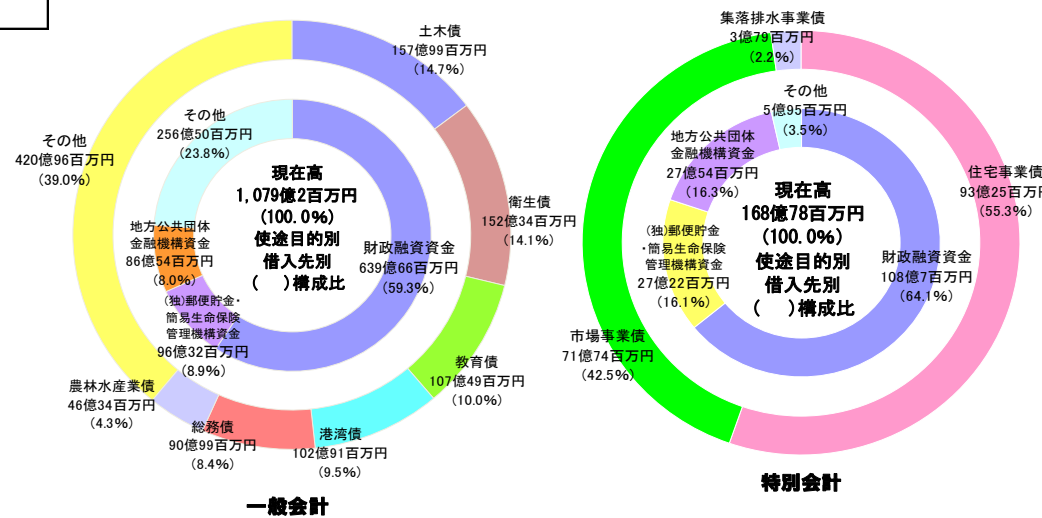 土木債
157億99百万円
(14.7%)
衛生債
152億34百万円
(14.1%)
教育債
107億49百万円
(10.0%)
港湾債
102億91百万円
(9.5%)
総務債
90億99百万円
(8.4%)
農林水産業債
46億34百万円
(4.3%)
その他
420億96百万円
(39.0%)
その他
256億50百万円
(23.8%)
地方公共団体
金融機構資金
86億54百万円
(8.0%)
(独)郵便貯金・
簡易生命保険
管理機構資金
96億32百万円
(8.9%)
財政融資資金
639億66百万円
(59.3%)
現在高
1,079億2百万円
(100.0%)
使途目的別
借入先別
(　)構成比
一般会計
集落排水事業債
3億79百万円
(2.2%)
住宅事業債
93億25百万円
(55.3%)
市場事業債
71億74百万円
(42.5%)
その他
5億95百万円
(3.5%)
地方公共団体
金融機構資金
27億54百万円
(16.3%)
(独)郵便貯金
・簡易生命保険
管理機構資金
27億22百万円
(16.1%)
財政融資資金
108億7百万円
(64.1%)
現在高
168億78百万円
(100.0%)
使途目的別
借入先別
(　)構成比
特別会計